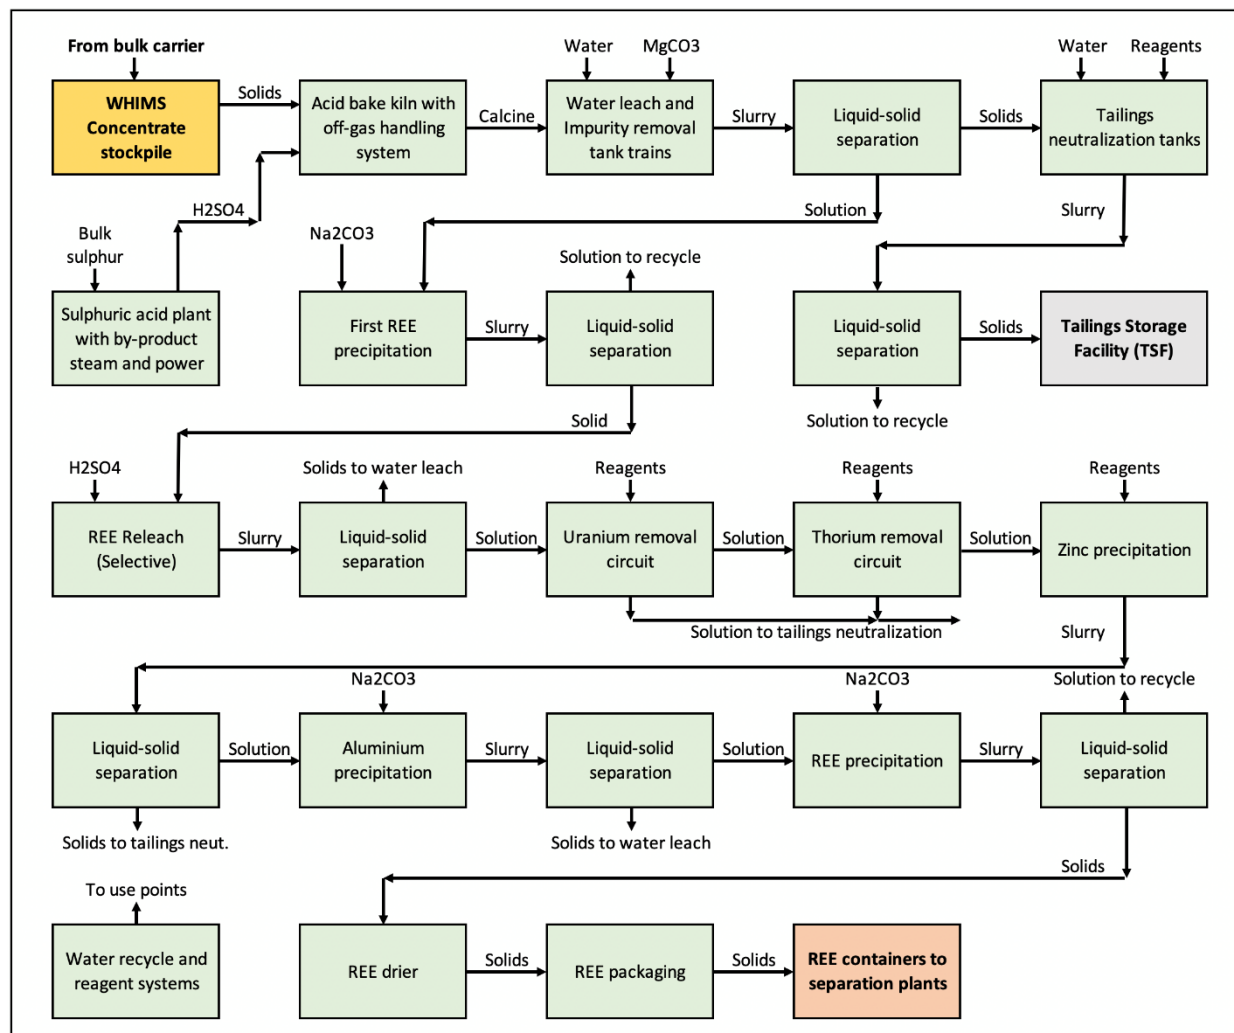 From bulk carrier
Water
MgCO3
Water
Reagents
WHIMS
Concentrate
stockpile
Solids
Acid bake kiln with
off-gas handling
system
Calcine
Water leach and
Impurity removal
tank trains
Slurry
Liquid-solid
separation
Solids
Tailings
neutralization tanks
H2SO4
Solution
Slurry
Bulk
sulphur
Na2CO3
Solution to recycle
Sulphuric acid plant
with by-product
steam and power
First REE
precipitation
Slurry
Liquid-solid
separation
Liquid-solid
separation
Solids
Tailings Storage
Facility (TSF)
Solid
Solution to recycle
H2SO4
Solids to water leach
Reagents
Reagents
Reagents
REE Releach
(Selective)
Slurry
Liquid-solid
separation
Solution
Uranium removal
circuit
Solution
Thorium removal
circuit
Solution
Zinc precipitation
Solution to tailings neutralization
Slurry
Na2CO3
Na2CO3
Solution to recycle
Liquid-solid
separation
Solution
Aluminium
precipitation
Slurry
Liquid-solid
separation
Solution
REE precipitation
Slurry
Liquid-solid
separation
Solids to tailings neut.
Solids to water leach
Solids
To use points
Water recycle and
reagent systems
REE drier
Solids
REE packaging
Solids
REE containers to
separation plants